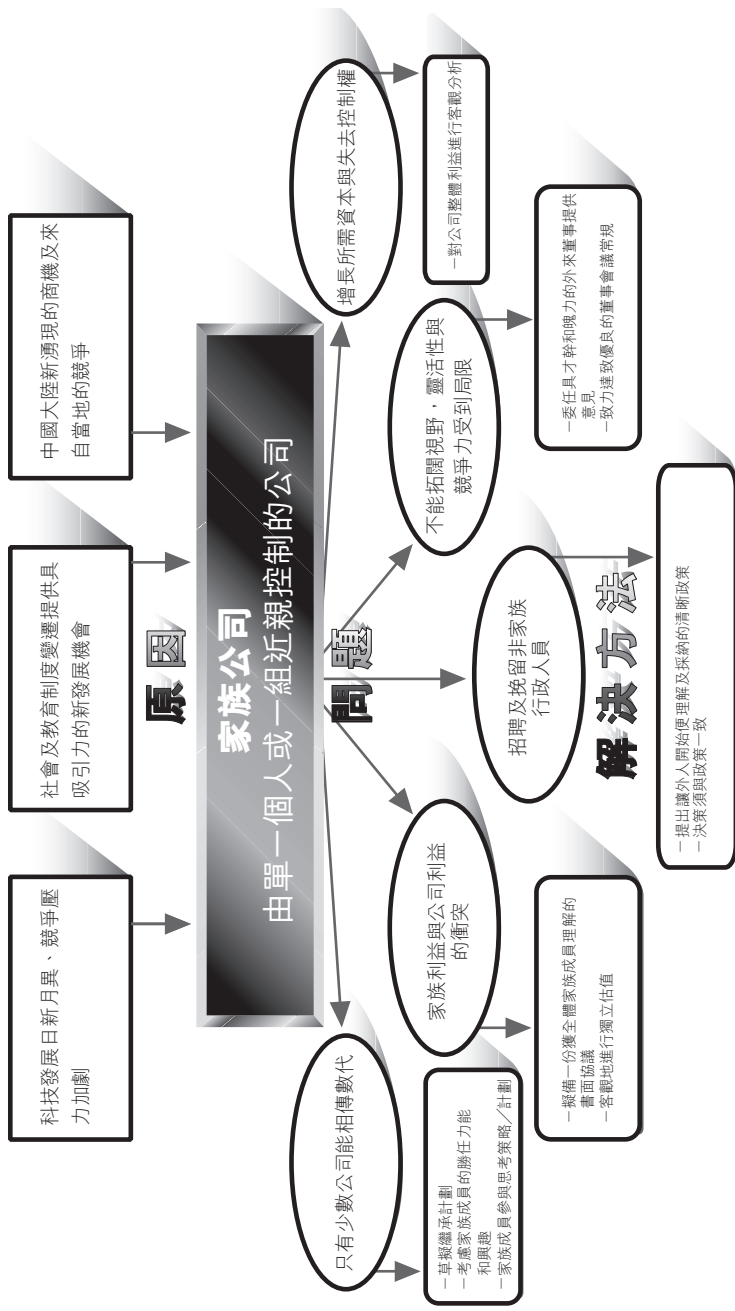 科技發展日新月異、競爭壓
力加劇
社會及教育制度變遷提供具
吸引力的新發展機會
中國大陸新湧現的商機及來
自當地的競爭
原因
家族公司
由單一個人或一組近親控制的公司
問題
只有少數公司能相傳數代
家族利益與公司利益
的衝突
招聘及挽留非家族
行政人員
不能拓闊視野，靈活性與
競爭力受到局限
增長所需資本與失去控制權
解決方法
－草擬繼承計劃
－考慮家族成員的勝任力能
和興趣
－家族成員參與思考策略／計劃
－擬備一份獲全體家族成員理解的
書面協議
－客觀地進行獨立估值
－提出讓外人開始便理解及採納的清晰政策
－決策須與政策一致
－委任具才幹和魄力的外來董事提供
意見
－致力達致優良的董事會議常規
－對公司整體利益進行客觀分析